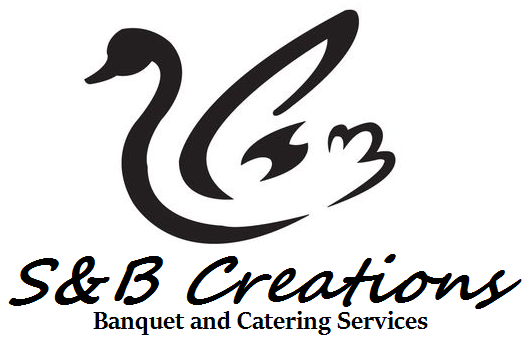 S&B Creations
Banquet and Catering Services